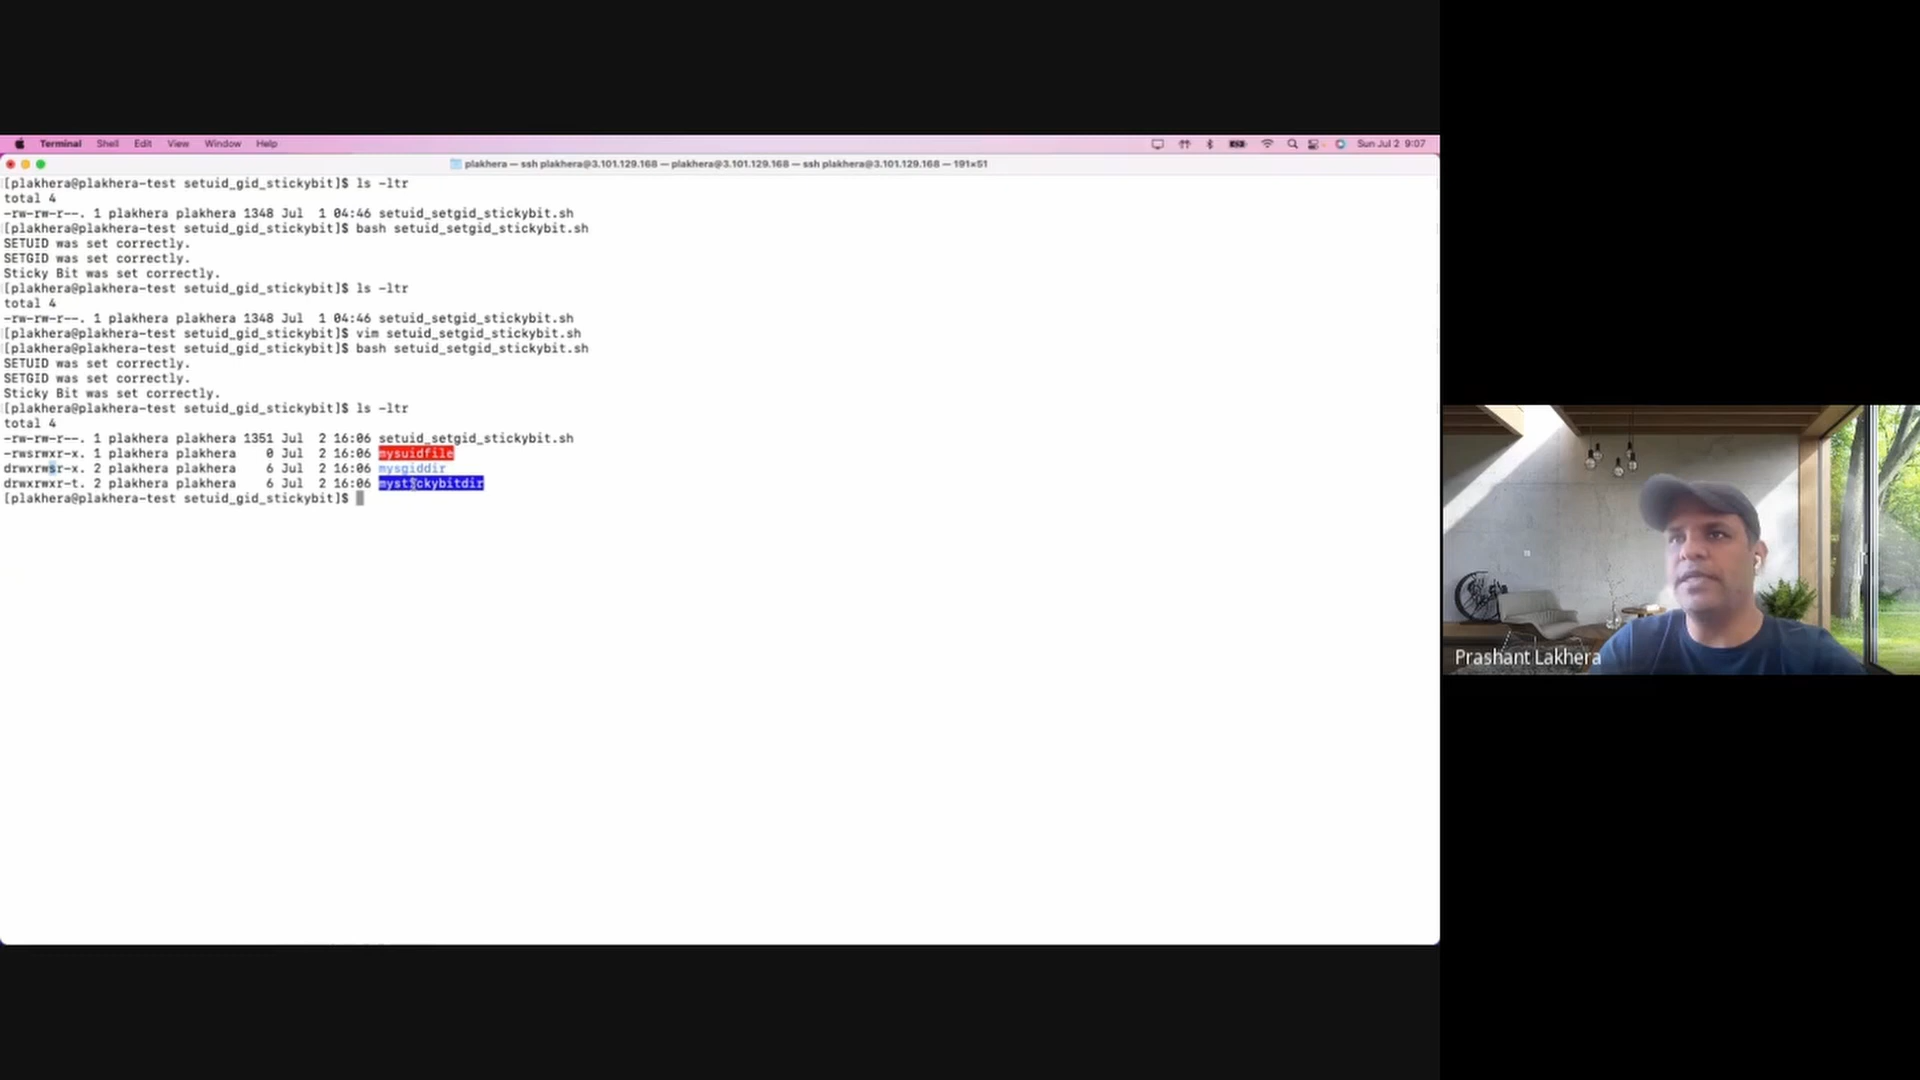 Terminal Shell Edit View Window Help Sun Jul 2 9:07
plakhera — ssh plakhera@3.101.129.168 — plakhera@3.101.129.168 — ssh plakhera@3.101.129.168 — 191×51
[plakhera@plakhera-test setuid_gid_stickybit]$ ls -ltr
total 4
-rw-rw-r--. 1 plakhera plakhera 1348 Jul  1 04:46 setuid_setgid_stickybit.sh
[plakhera@plakhera-test setuid_gid_stickybit]$ bash setuid_setgid_stickybit.sh
SETUID was set correctly.
SETGID was set correctly.
Sticky Bit was set correctly.
[plakhera@plakhera-test setuid_gid_stickybit]$ ls -ltr
total 4
-rw-rw-r--. 1 plakhera plakhera 1348 Jul  1 04:46 setuid_setgid_stickybit.sh
[plakhera@plakhera-test setuid_gid_stickybit]$ vim setuid_setgid_stickybit.sh
[plakhera@plakhera-test setuid_gid_stickybit]$ bash setuid_setgid_stickybit.sh
SETUID was set correctly.
SETGID was set correctly.
Sticky Bit was set correctly.
[plakhera@plakhera-test setuid_gid_stickybit]$ ls -ltr
total 4
-rw-rw-r--. 1 plakhera plakhera 1351 Jul  2 16:06 setuid_setgid_stickybit.sh
-rwsrwxr-x. 1 plakhera plakhera    0 Jul  2 16:06 mysuidfile
drwxrwsr-x. 2 plakhera plakhera    6 Jul  2 16:06 mysgiddir
drwxrwxr-t. 2 plakhera plakhera    6 Jul  2 16:06 mystickybitdir
[plakhera@plakhera-test setuid_gid_stickybit]$
Prashant Lakhera